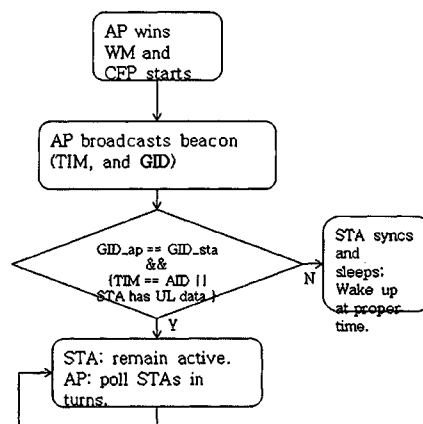 AP wins
WM and
CFP starts
AP broadcasts beacon
(TIM, and GID)
GID_ap == GID_sta
&&
{TIM == AID ||
STA has UL data }
N
STA syncs
and
sleeps;
Wake up
at proper
time.
Y
STA: remain active.
AP: poll STAs in
turns.